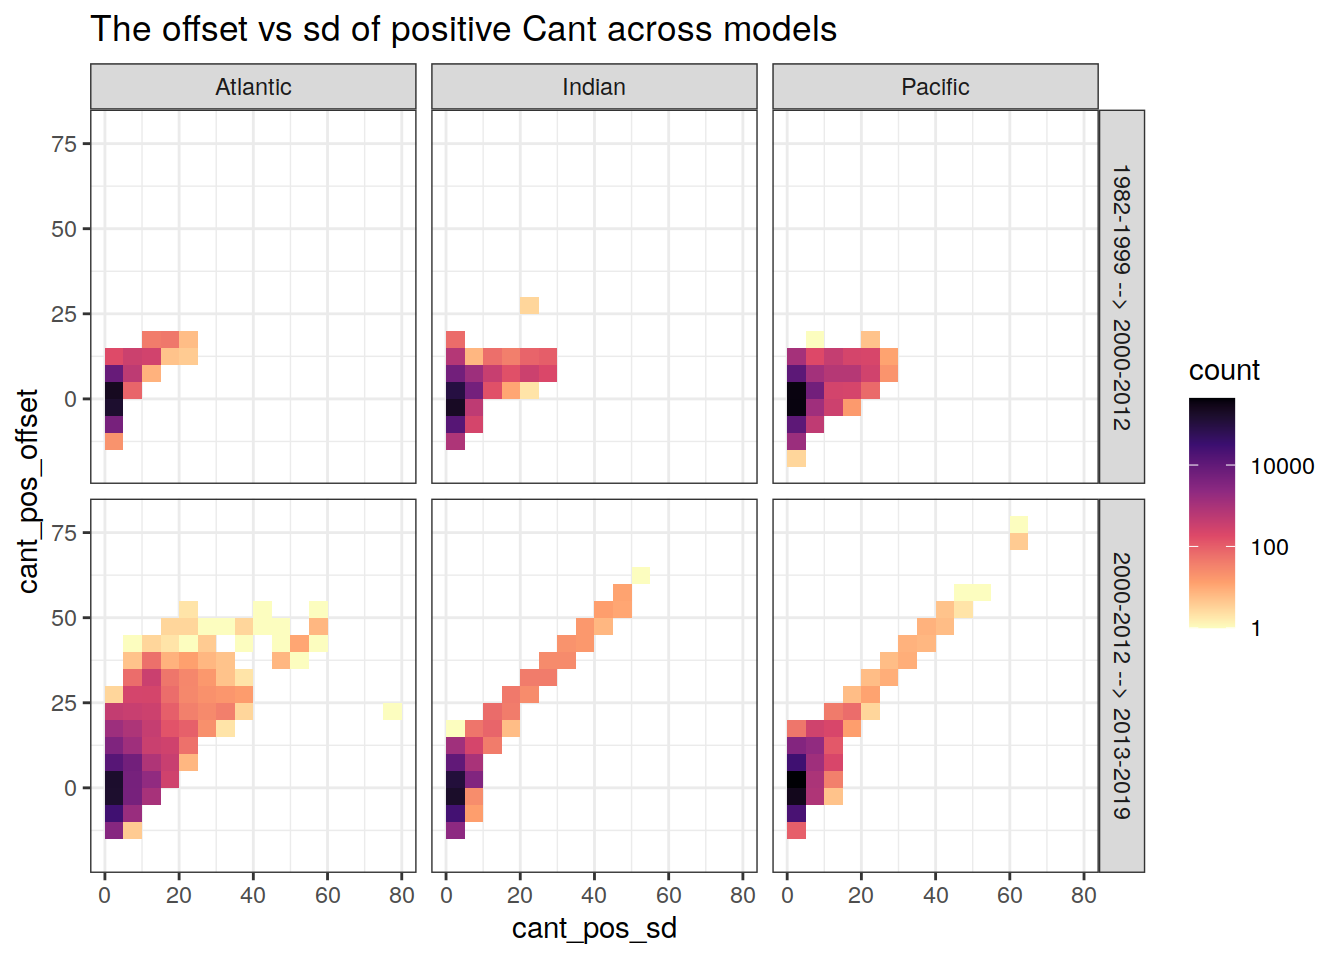 The offset vs sd of positive Cant across models
Atlantic
Indian
Pacific
75
50
25
0
1982-1999 --> 2000-2012
75
50
25
0
2000-2012 --> 2013-2019
0 20 40 60 80
0 20 40 60 80
0 20 40 60 80
cant_pos_sd
cant_pos_offset
count
10000
100
1